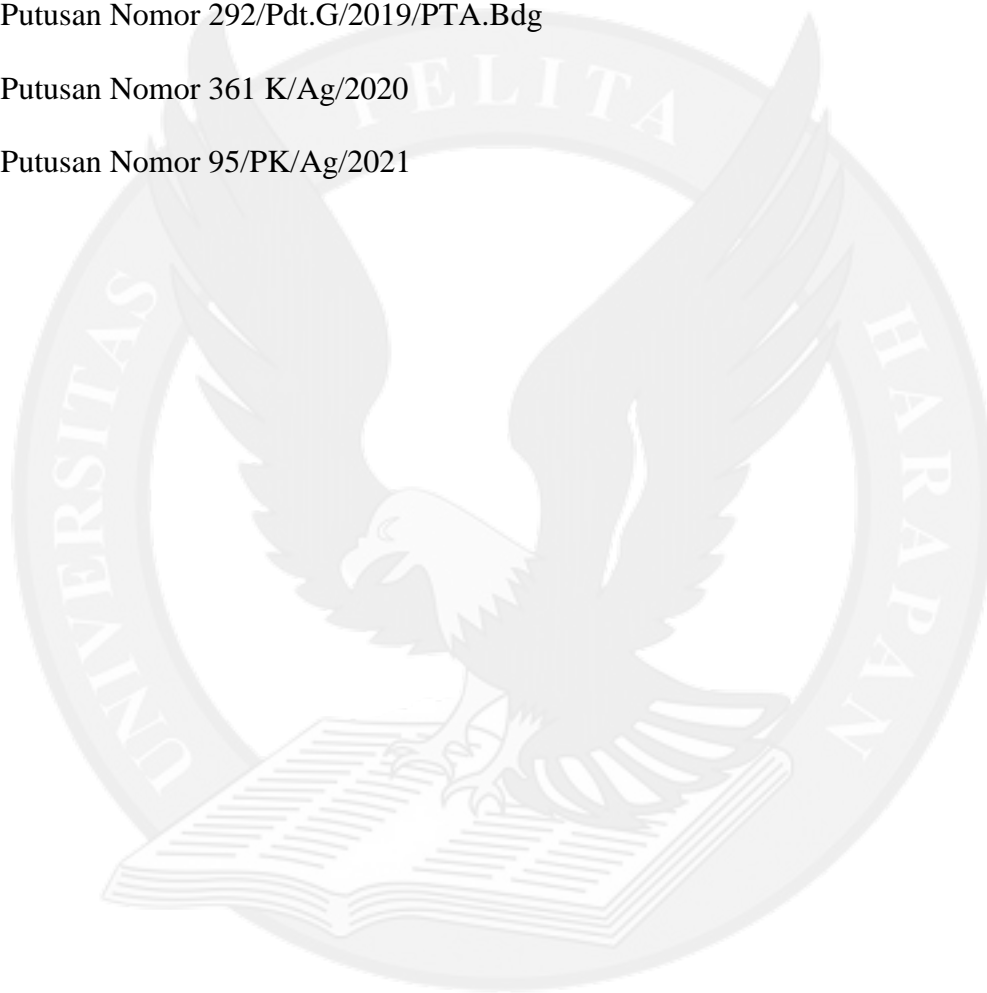 Putusan Nomor 292/Pdt.G/2019/PTA.Bdg
Putusan Nomor 361 K/Ag/2020
Putusan Nomor 95/PK/Ag/2021
UNIVERSITAS PELITA HARAPAN